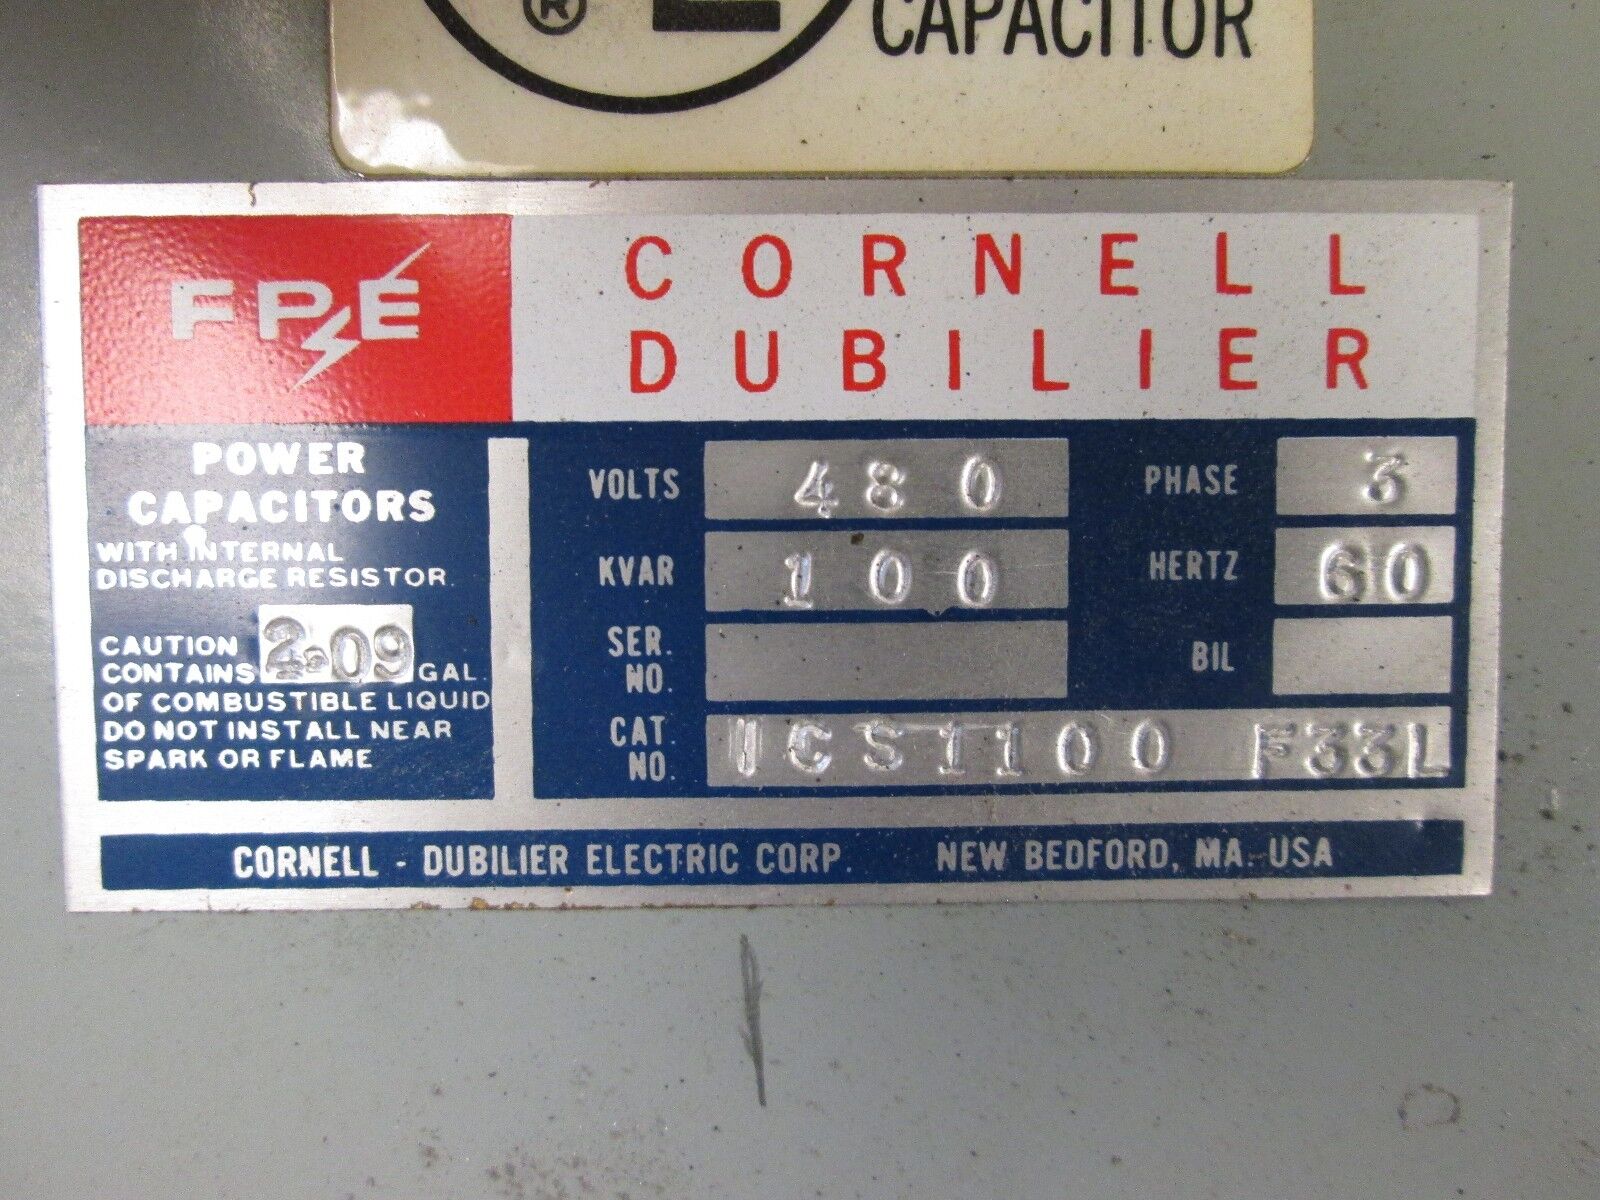 ®
CAPACITOR
FPE
CORNELL
DUBILIER
POWER
CAPACITORS
WITH INTERNAL
DISCHARGE RESISTOR.
CAUTION
CONTAINS 2.09 GAL.
OF COMBUSTIBLE LIQUID
DO NOT INSTALL NEAR
SPARK OR FLAME
VOLTS 480 PHASE 3
KVAR 100 HERTZ 60
SER. NO. BIL
CAT. NO. CS1100 F33L
CORNELL - DUBILIER ELECTRIC CORP. NEW BEDFORD, MA. USA